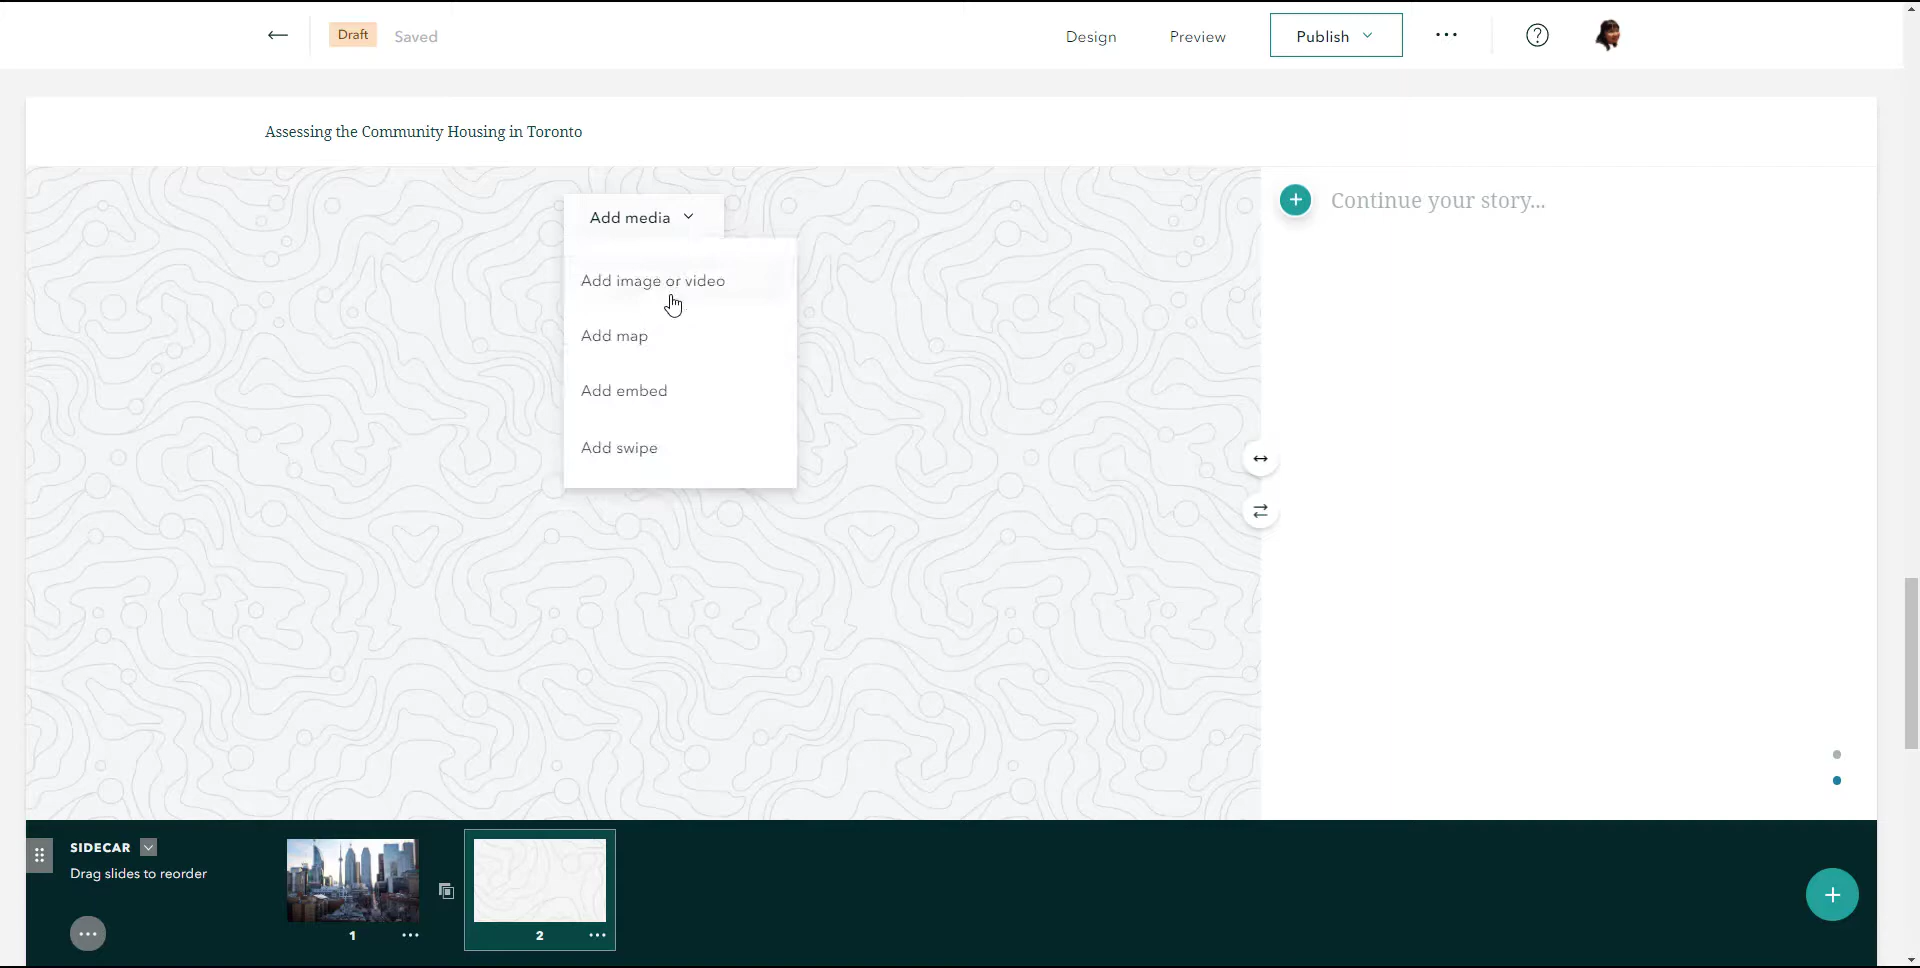 Draft
Saved
Design
Preview
Publish
Assessing the Community Housing in Toronto
Add media
Continue your story...
Add image or video
Add map
Add embed
Add swipe
SIDECAR
Drag slides to reorder
1
2